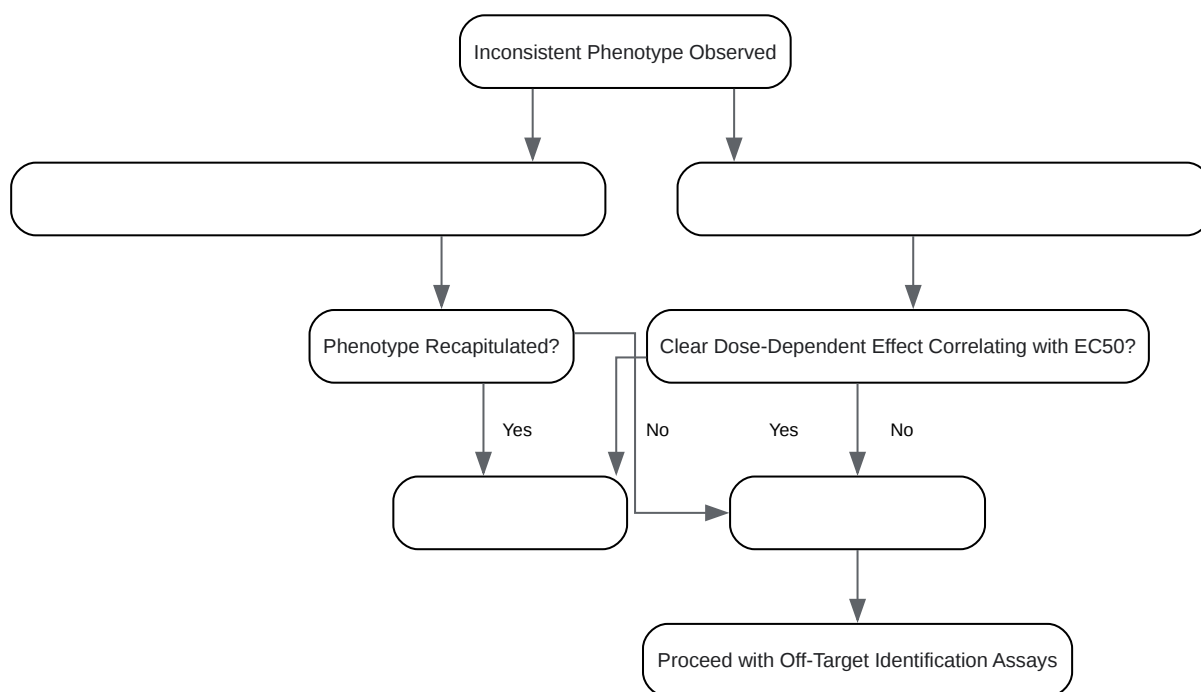 Inconsistent Phenotype Observed
Phenotype Recapitulated?
Clear Dose-Dependent Effect Correlating with EC50?
Yes
No
Yes
No
Proceed with Off-Target Identification Assays